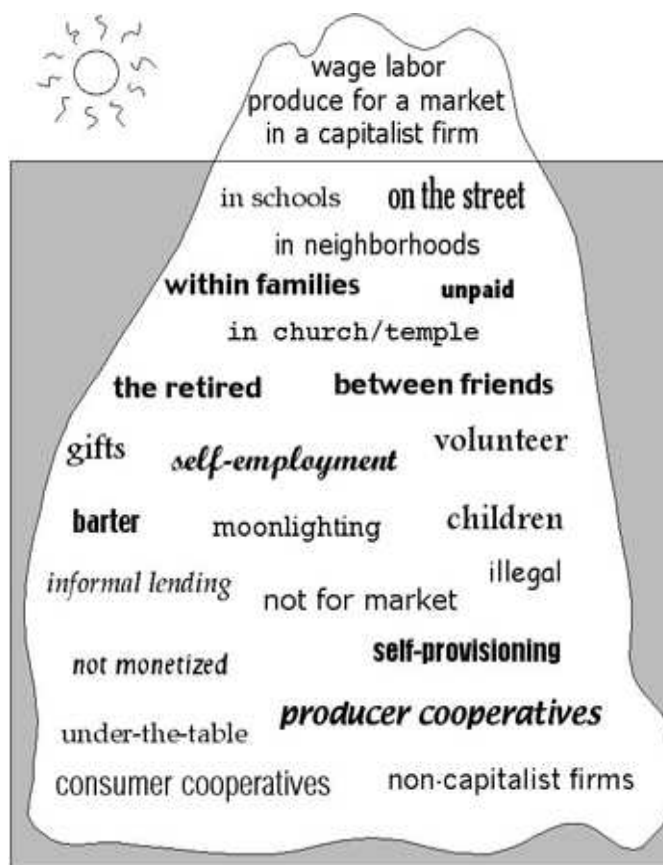 wage labor
produce for a market
in a capitalist firm
in schools on the street
in neighborhoods
within families unpaid
in church/temple
the retired between friends
gifts self-employment volunteer
barter moonlighting children
informal lending not for market illegal
not monetized self-provisioning
under-the-table producer cooperatives
consumer cooperatives non-capitalist firms